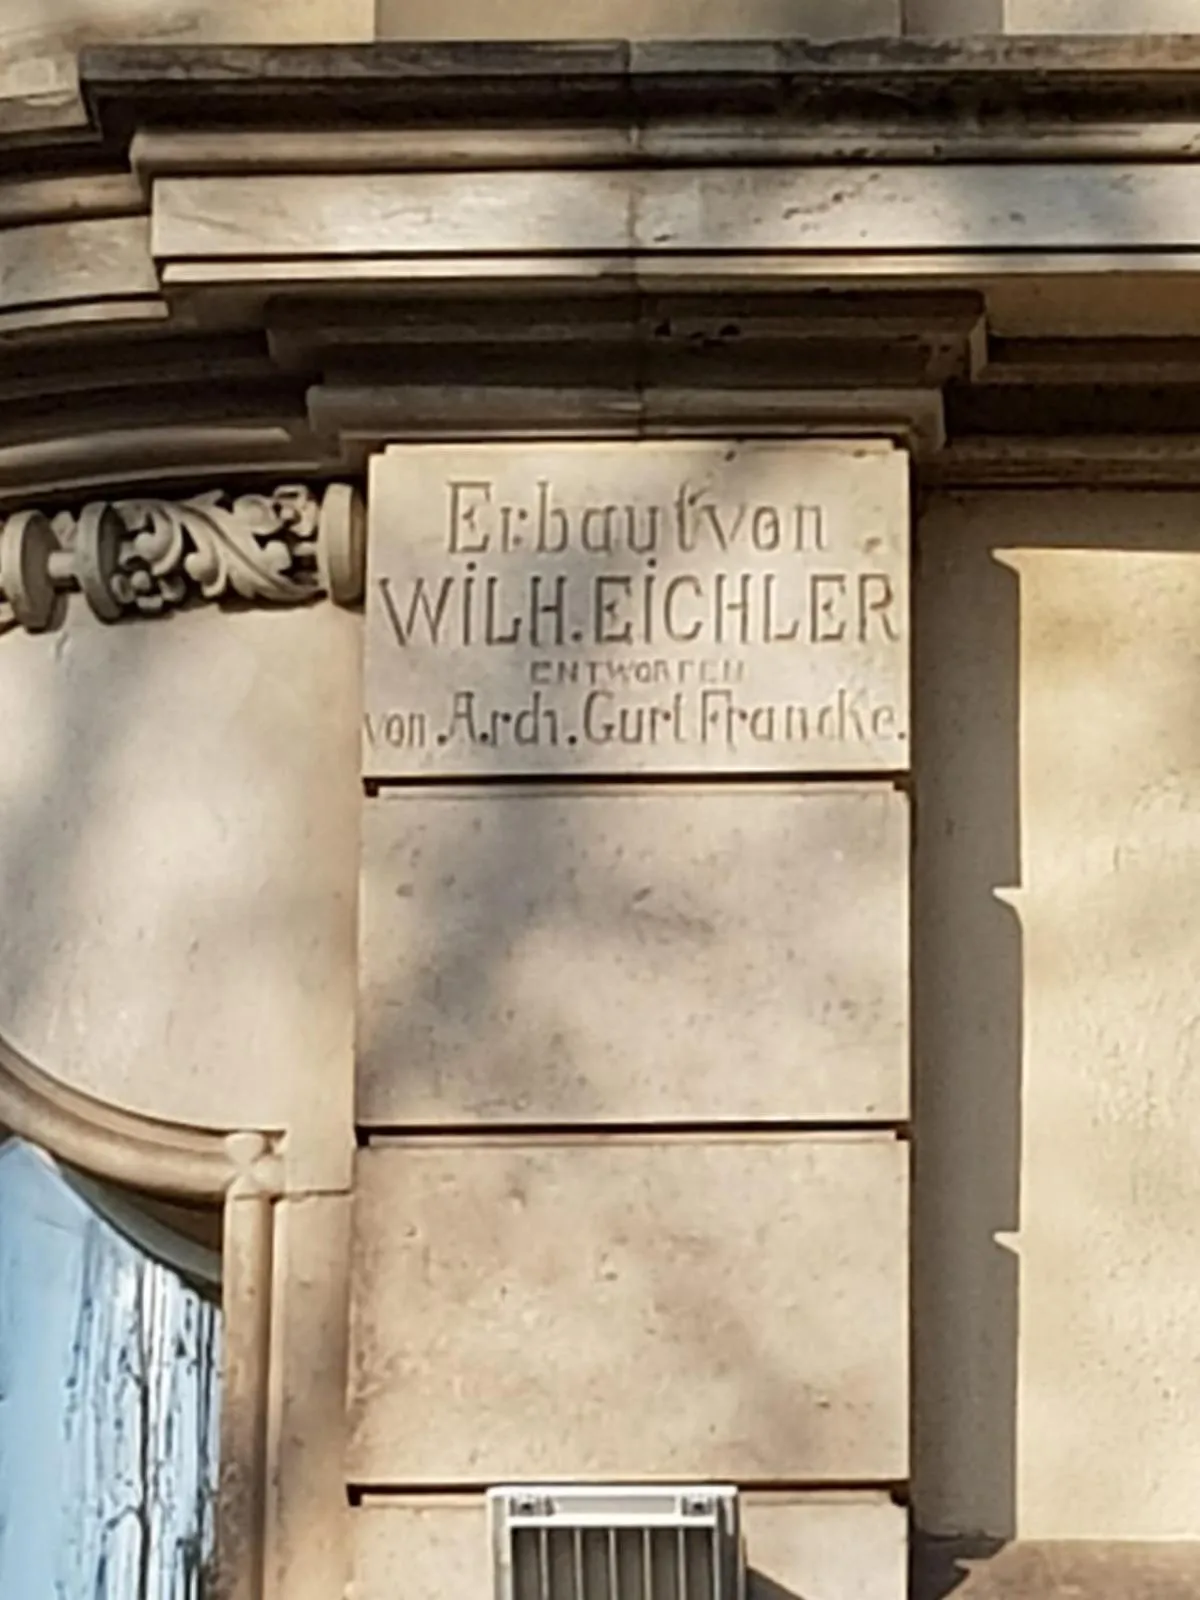 Erbaut von
WiLH. EiCHLER
ENTWORFEN
von Arch. Curt Francke.